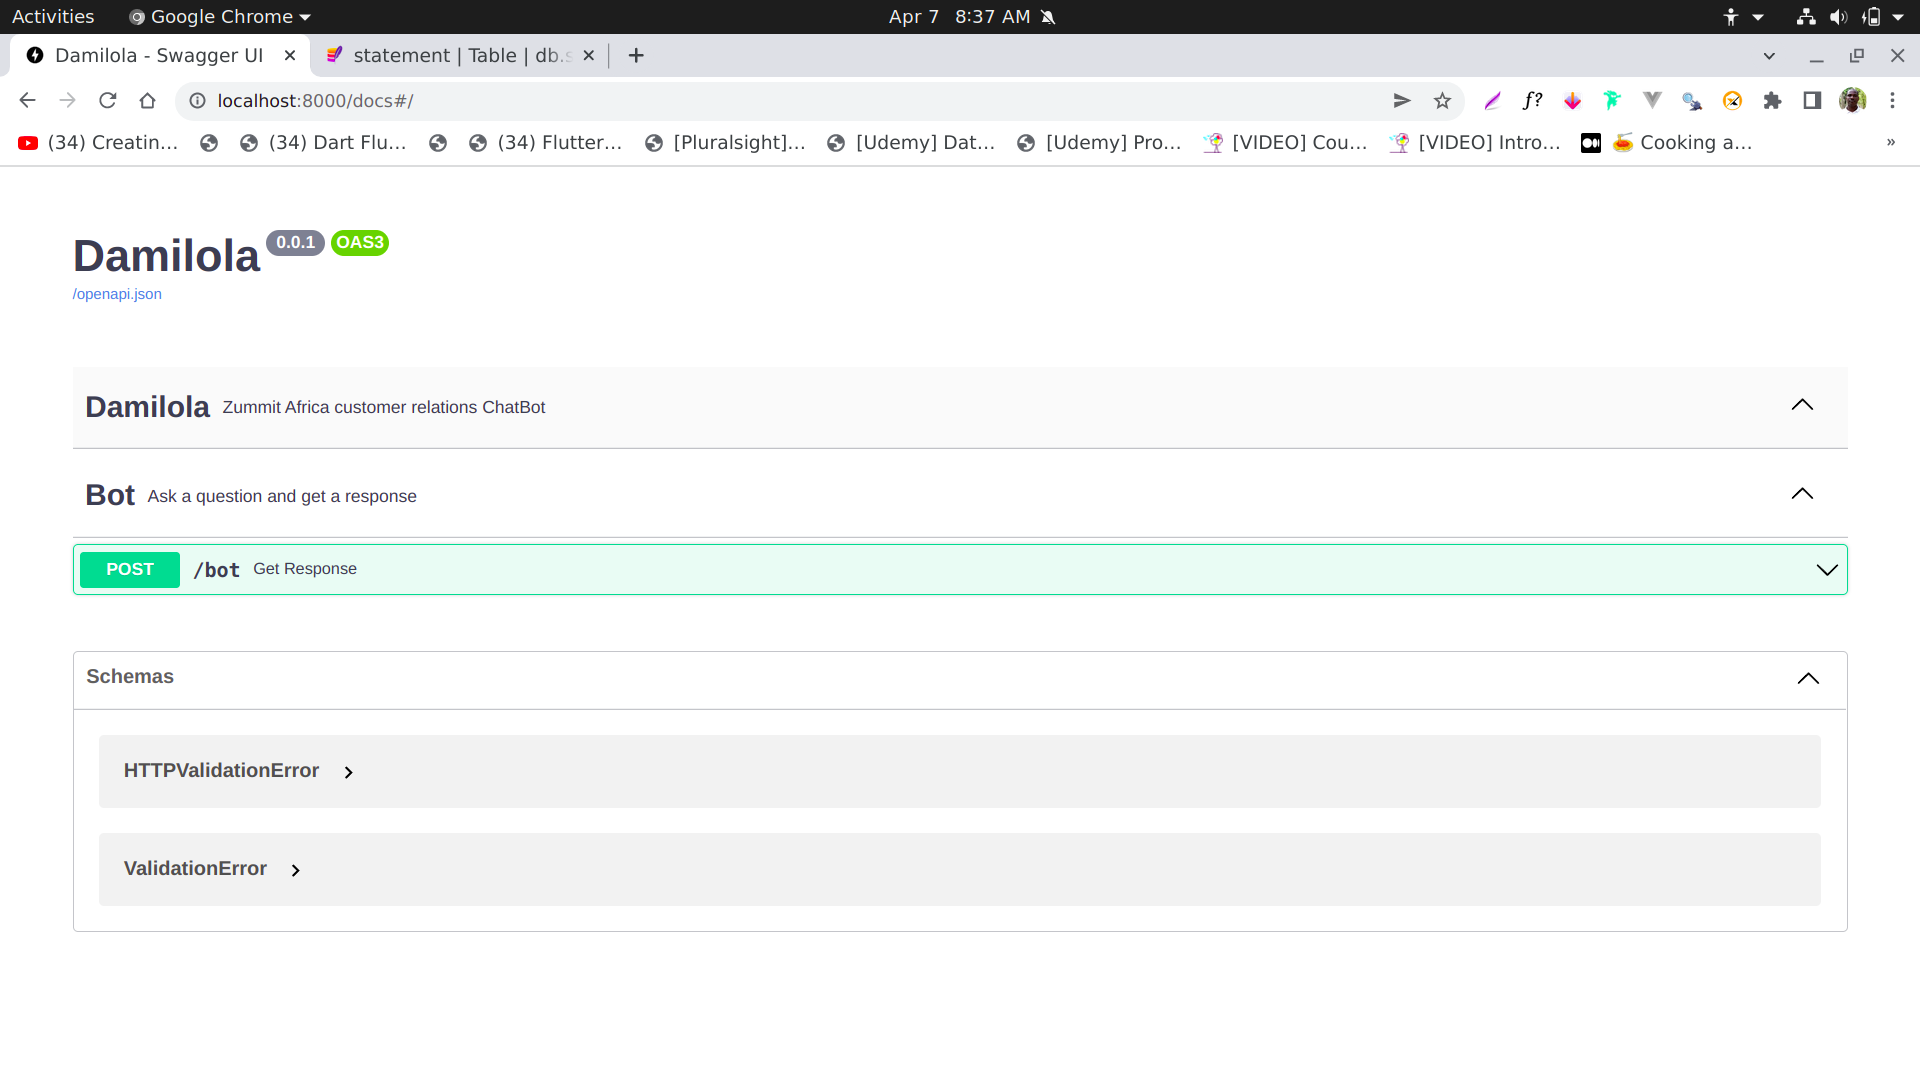 Activities Google Chrome Apr 7 8:37 AM
Damilola - Swagger UI statement | Table | db.s
localhost:8000/docs#/ f?
(34) Creatin... (34) Dart Flu... (34) Flutter... [Pluralsight]... [Udemy] Dat... [Udemy] Pro... [VIDEO] Cou... [VIDEO] Intro... Cooking a... »
Damilola 0.0.1 OAS3
/openapi.json
Damilola Zummit Africa customer relations ChatBot
Bot Ask a question and get a response
POST /bot Get Response
Schemas
HTTPValidationError
ValidationError